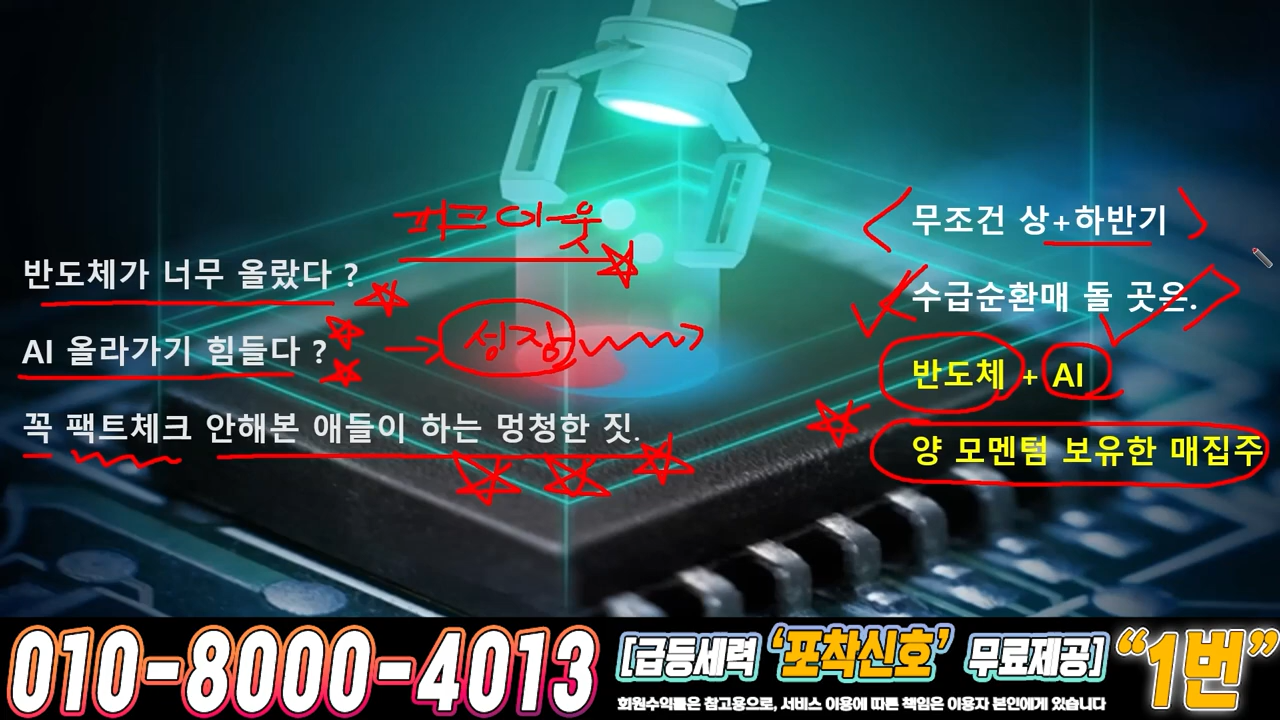 피크아웃
반도체가 너무 올랐다 ?
AI 올라가기 힘들다 ?
성장
꼭 팩트체크 안해본 애들이 하는 멍청한 짓.
무조건 상+하반기
수급순환매 돌 곳은.
반도체 + AI
양 모멘텀 보유한 매집주
010-8000-4013
[급등세력 '포착신호' 무료제공] "1번"
회원수익률은 참고용으로, 서비스 이용에 따른 책임은 이용자 본인에게 있습니다